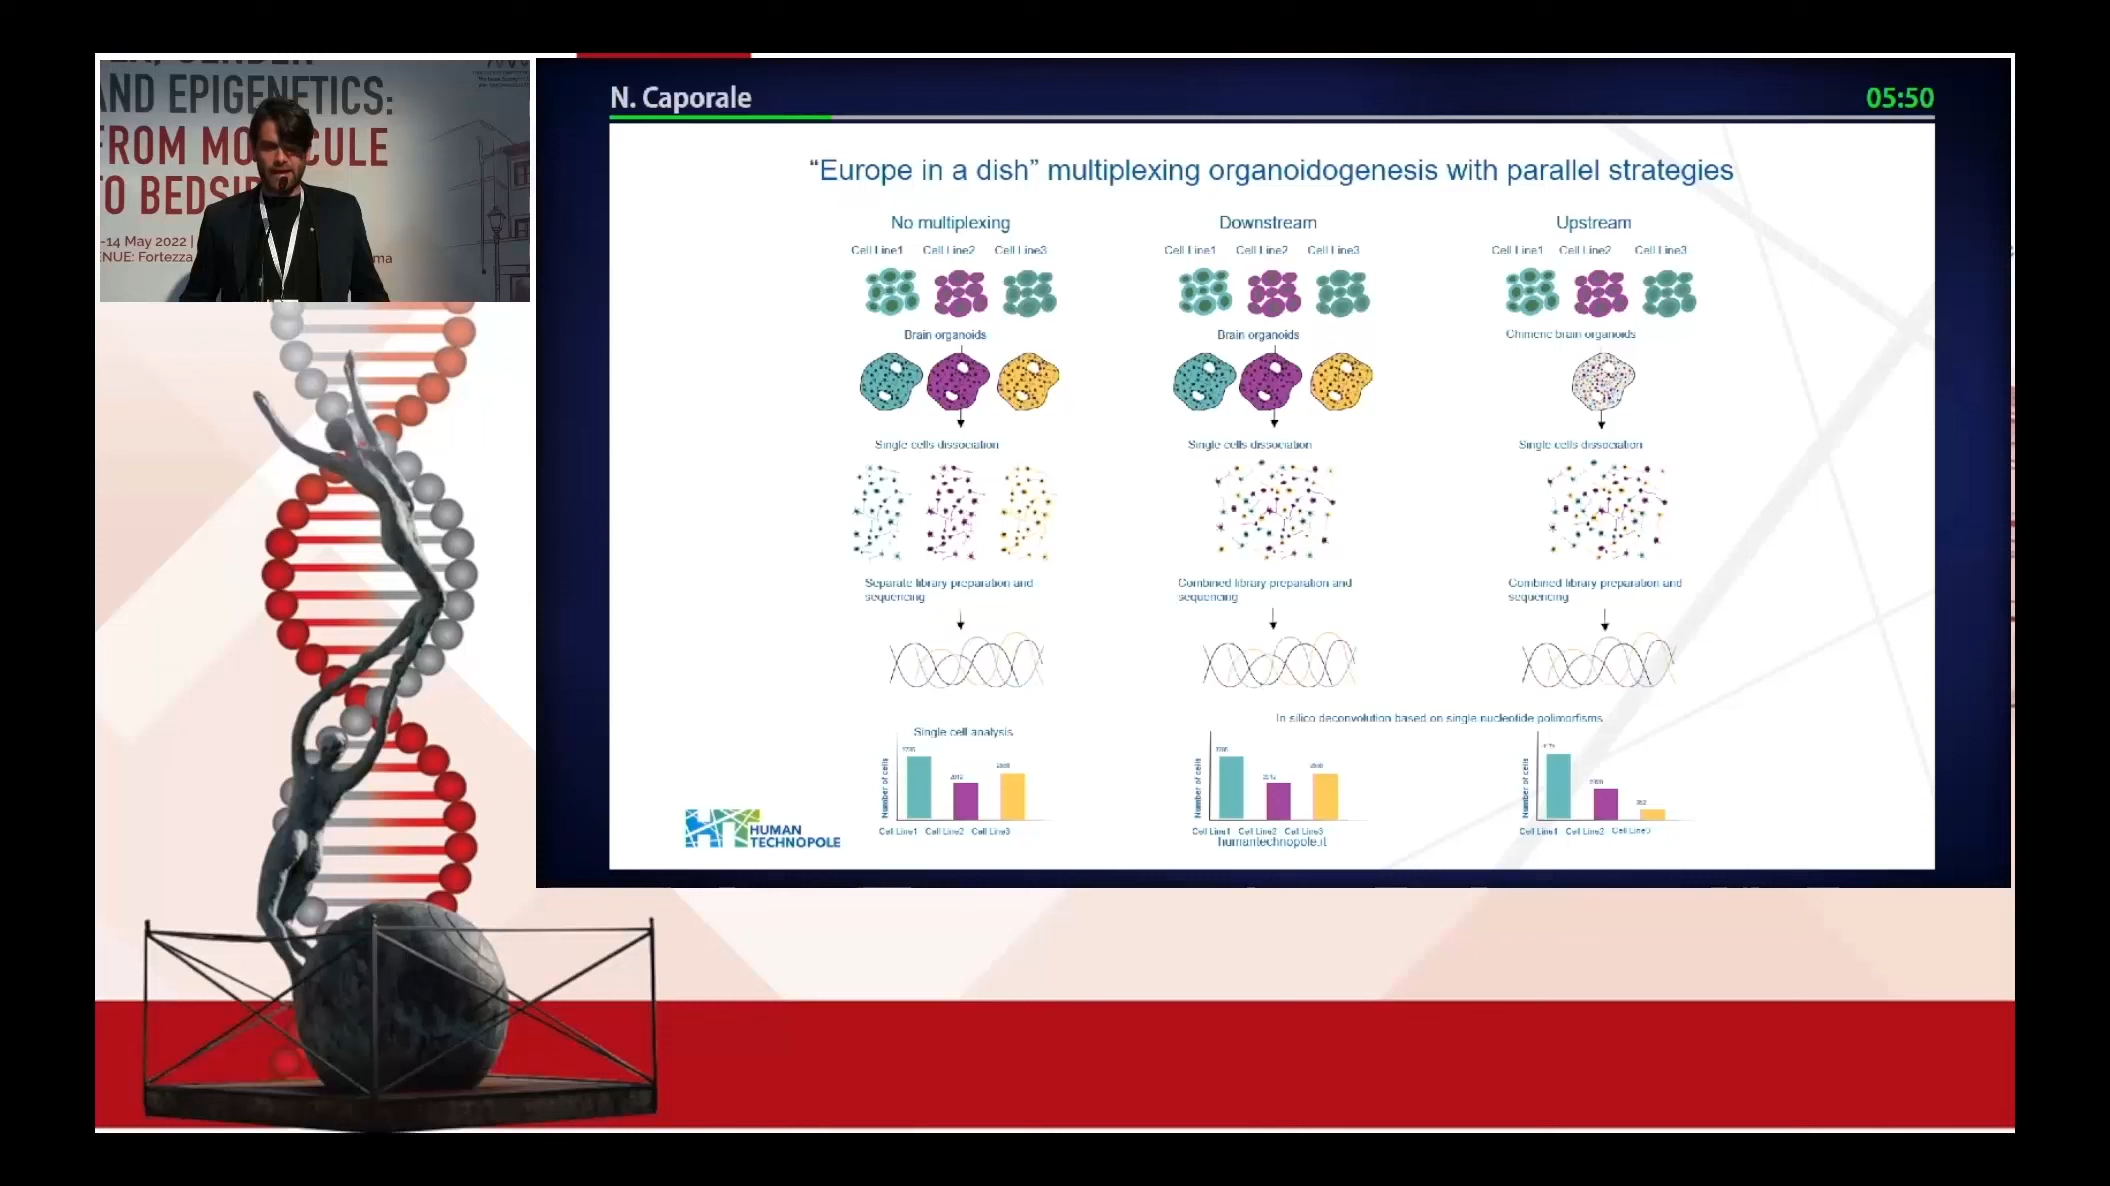 AND EPIGENETICS:
FROM MOLECULE
TO BEDSI
-14 May 2022 |
NUE: Fortezza
ma
N. Caporale
05:50
“Europe in a dish” multiplexing organoidogenesis with parallel strategies
No multiplexing
Cell Line1 Cell Line2 Cell Line3
Brain organoids
Single cells dissociation
Separate library preparation and
sequencing
Single cell analysis
Number of cells
2012
Cell Line1 Cell Line2 Cell Line3
Downstream
Cell Line1 Cell Line2 Cell Line3
Brain organoids
Single cells dissociation
Combined library preparation and
sequencing
Upstream
Cell Line1 Cell Line2 Cell Line3
Chimeric brain organoids
Single cells dissociation
Combined library preparation and
sequencing
In silico deconvolution based on single nucleotide polimorfisms
Number of cells
2012
Cell Line1 Cell Line2 Cell Line3
Number of cells
Cell Line1 Cell Line2 Cell Line3
HUMAN
TECHNOPOLE
humantechnopole.it